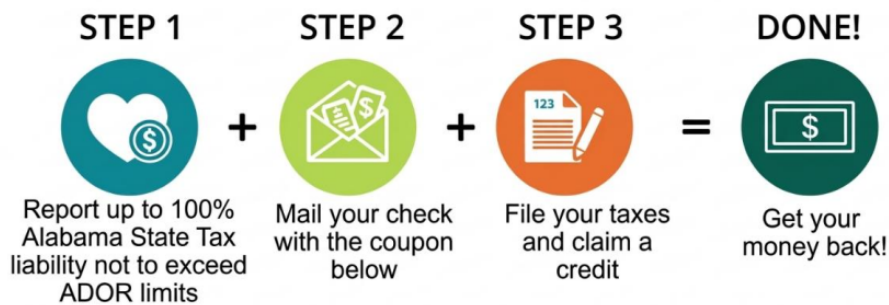 STEP 1
STEP 2
STEP 3
DONE!
$
$
123
$
Report up to 100%
Alabama State Tax
liability not to exceed
ADOR limits
Mail your check
with the coupon
below
File your taxes
and claim a
credit
Get your
money back!
+
+
=